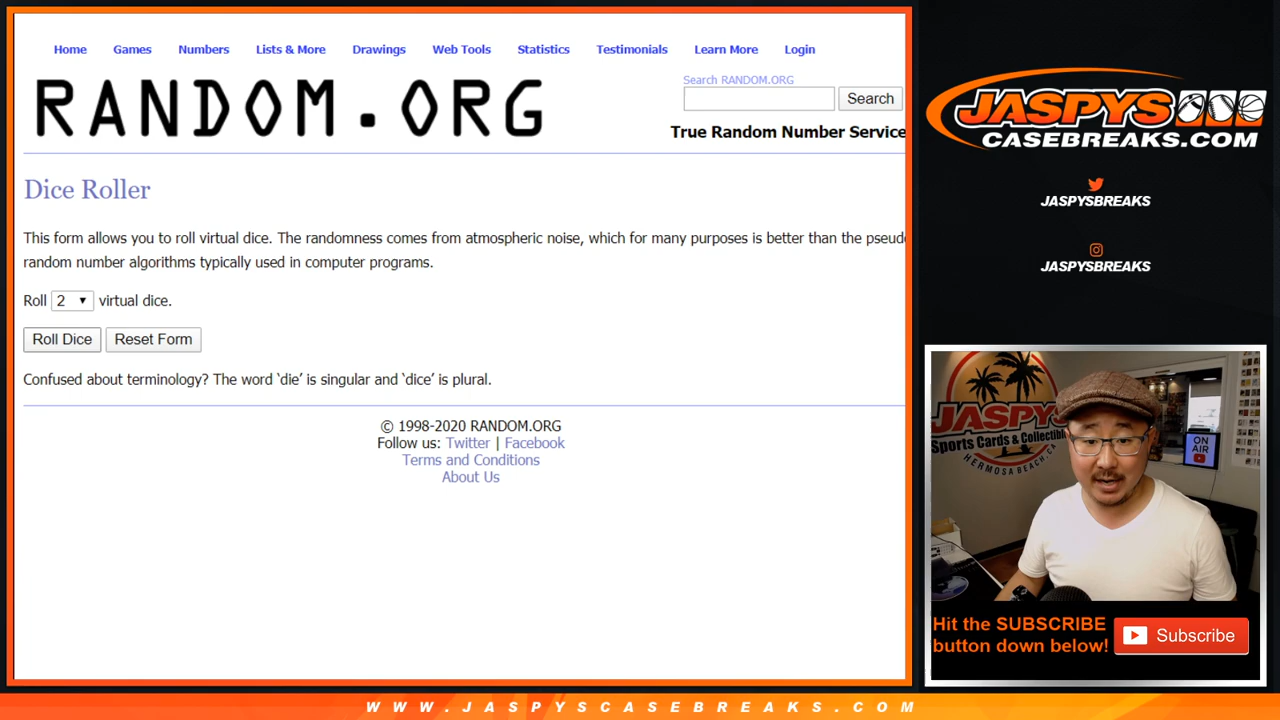 Home Games Numbers Lists & More Drawings Web Tools Statistics Testimonials Learn More Login
RANDOM.ORG
Search RANDOM.ORG
Search
True Random Number Service
Dice Roller
This form allows you to roll virtual dice. The randomness comes from atmospheric noise, which for many purposes is better than the pseudo
random number algorithms typically used in computer programs.
Roll 2 virtual dice.
Roll Dice Reset Form
Confused about terminology? The word ‘die’ is singular and ‘dice’ is plural.
© 1998-2020 RANDOM.ORG
Follow us: Twitter | Facebook
Terms and Conditions
About Us
JASPYS
CASEBREAKS.COM
JASPYSBREAKS
JASPYSBREAKS
JASPYS
Sports Cards & Collectibles
HERMOSA BEACH, CA
ON
AIR
Hit the SUBSCRIBE
button down below!
Subscribe
WWW.JASPYSCASEBREAKS.COM